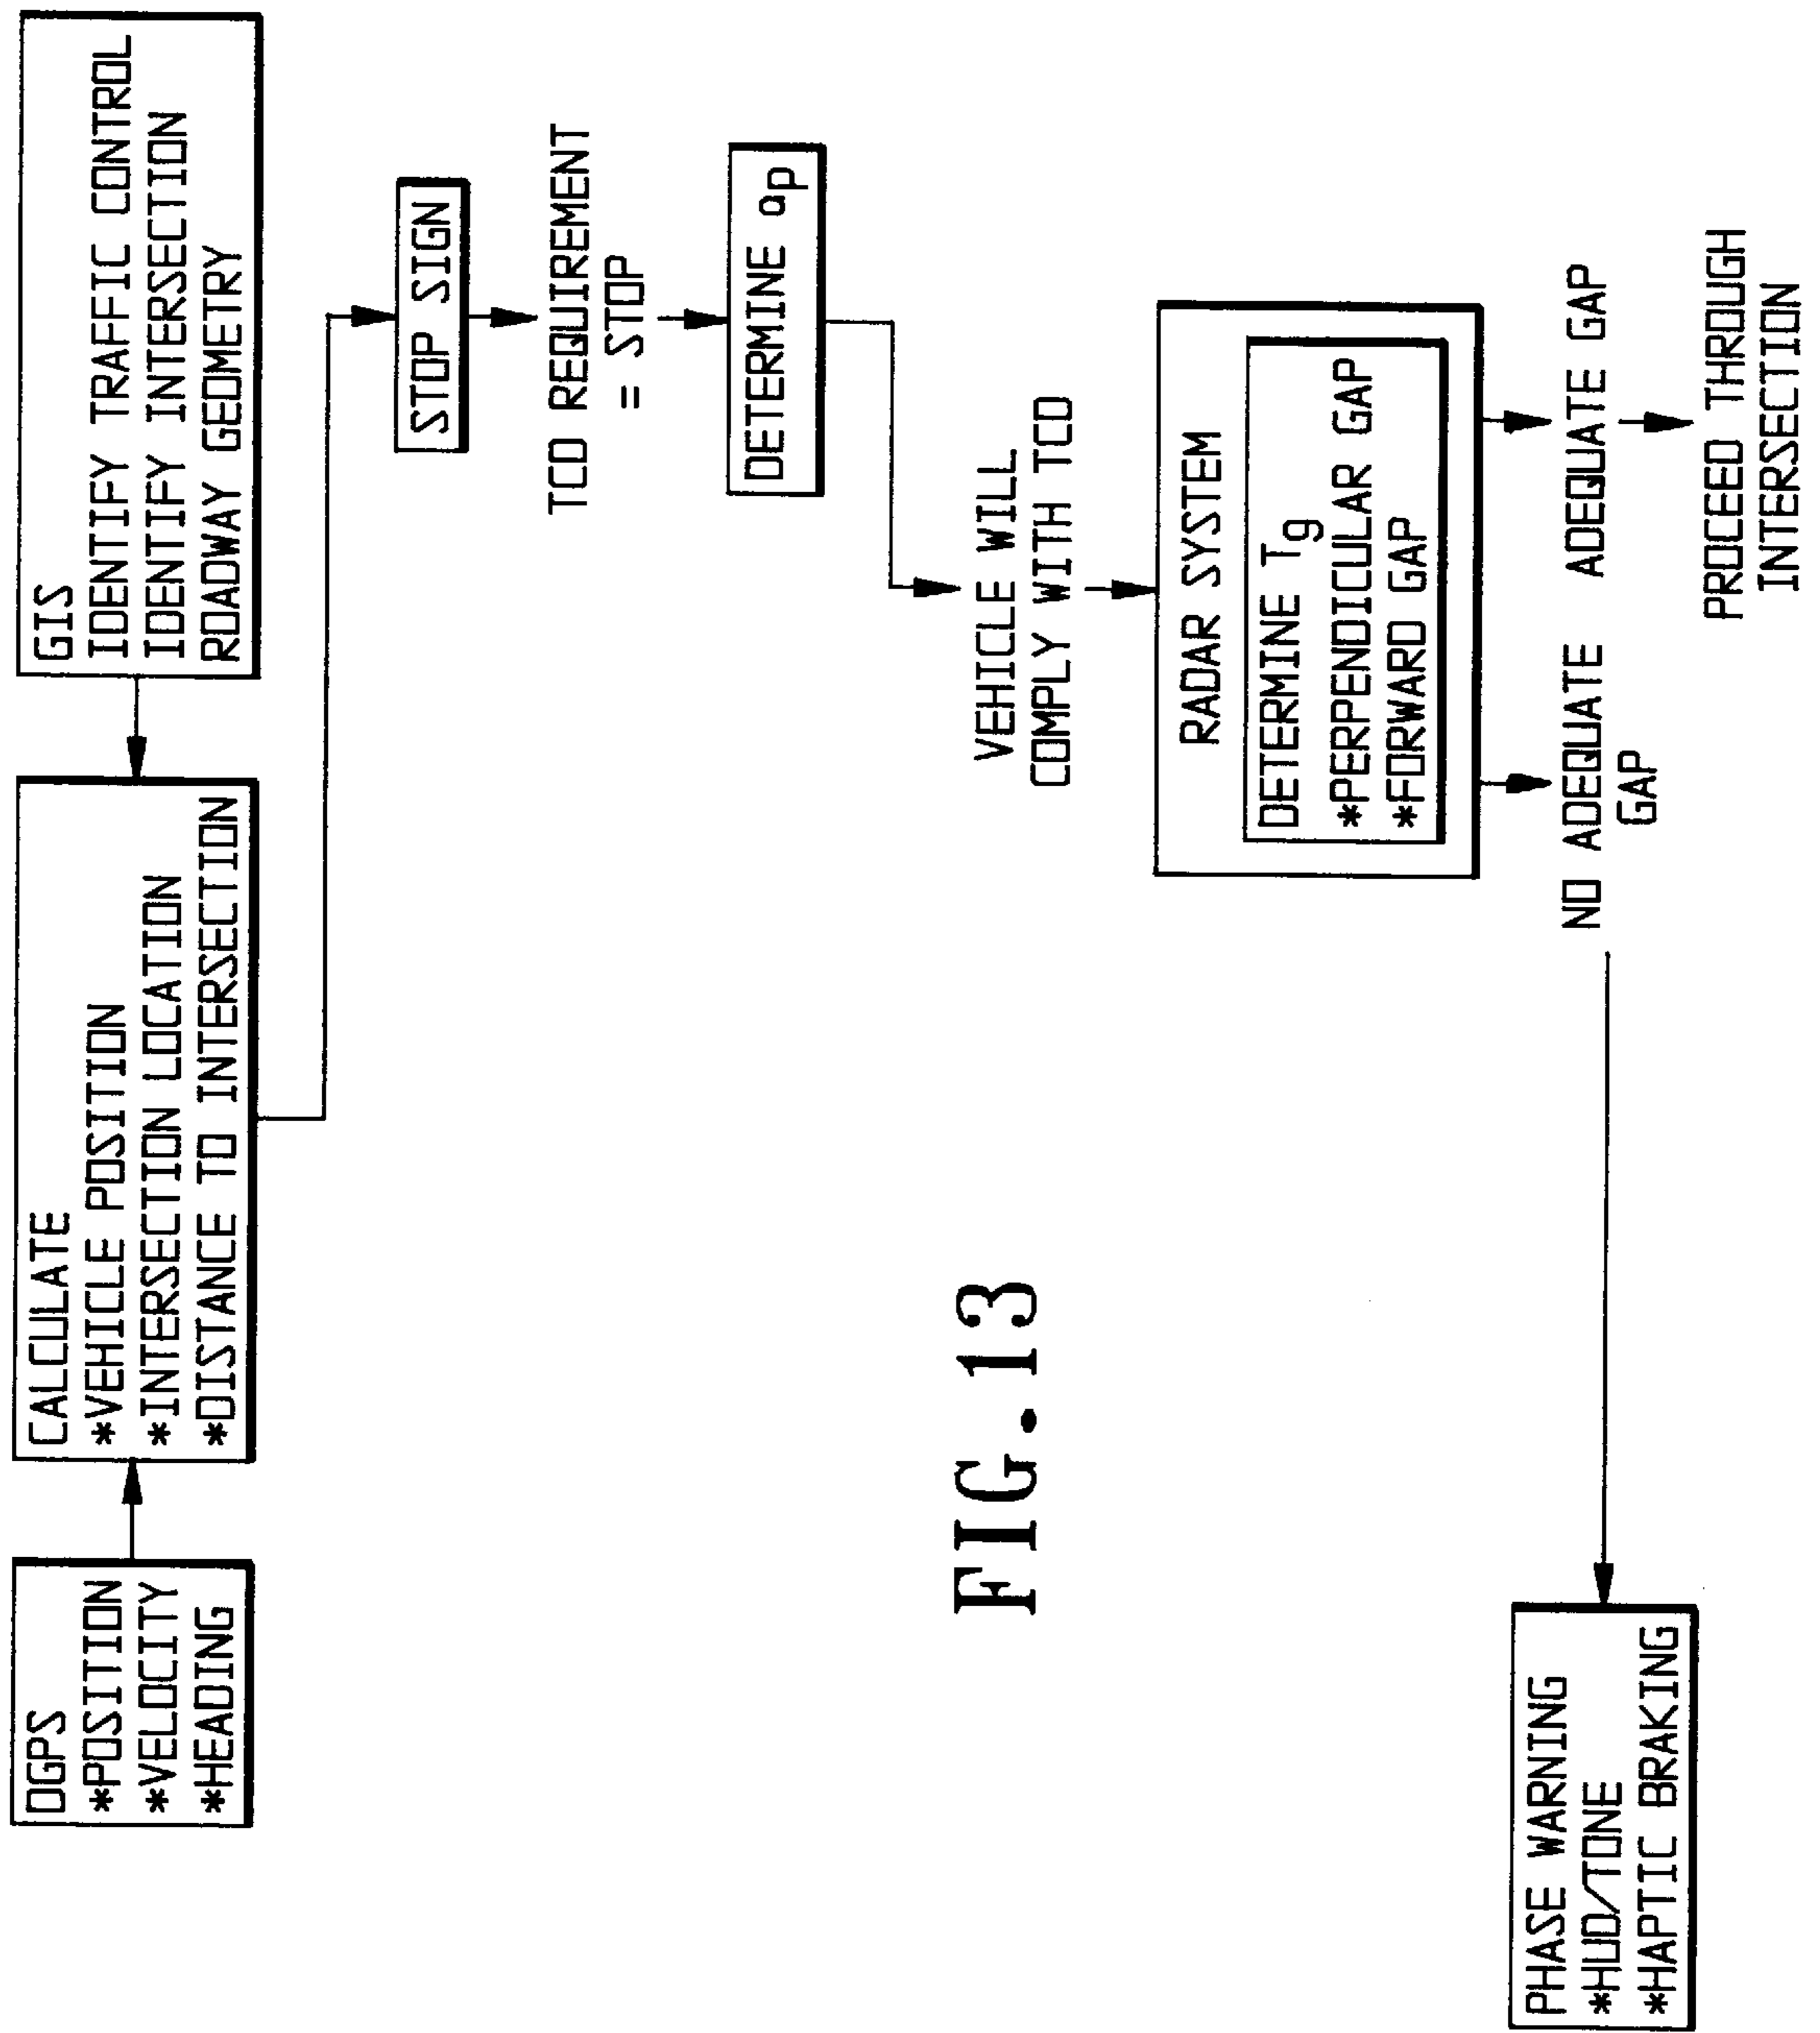 DGPS
*POSITION
*VELOCITY
*HEADING
CALCULATE
*VEHICLE POSITION
*INTERSECTION LOCATION
*DISTANCE TO INTERSECTION
GIS
IDENTIFY TRAFFIC CONTROL
IDENTIFY INTERSECTION
ROADWAY GEOMETRY
STOP SIGN
TCD REQUIREMENT
= STOP
DETERMINE ap
VEHICLE WILL
COMPLY WITH TCD
RADAR SYSTEM
DETERMINE Tg
*PERPENDICULAR GAP
*FORWARD GAP
NO ADEQUATE
GAP
ADEQUATE GAP
PROCEED THROUGH
INTERSECTION
PHASE WARNING
*HUD/TONE
*HAPTIC BRAKING
FIG.13